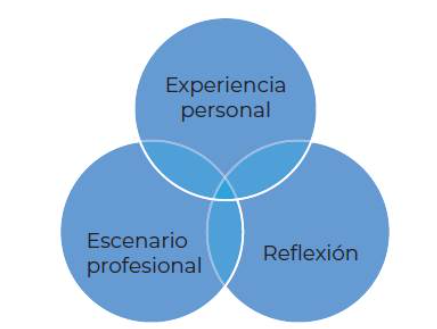 Experiencia
personal
Escenario
profesional
Reflexión